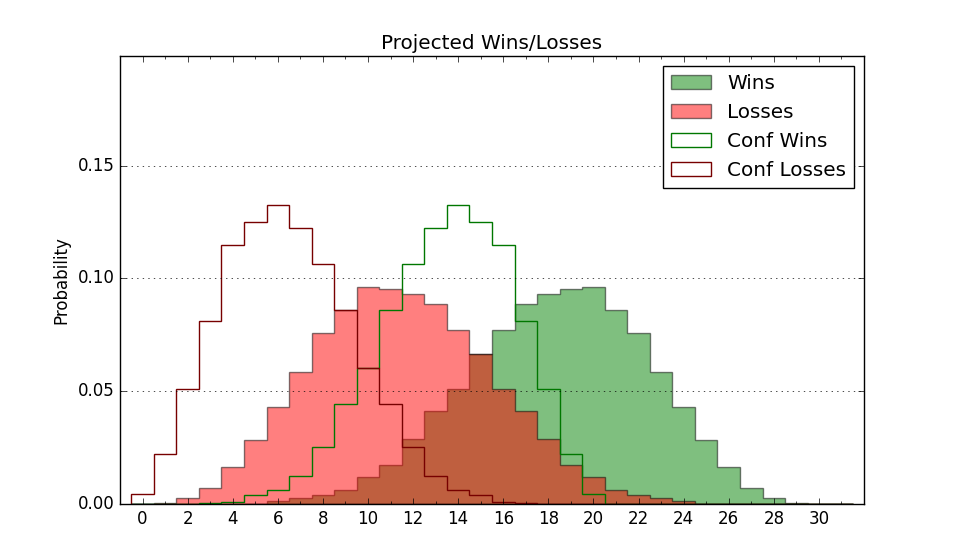 Projected Wins/Losses
Wins
Losses
Conf Wins
Conf Losses
Probability
0.15
0.10
0.05
0.00
0 2 4 6 8 10 12 14 16 18 20 22 24 26 28 30